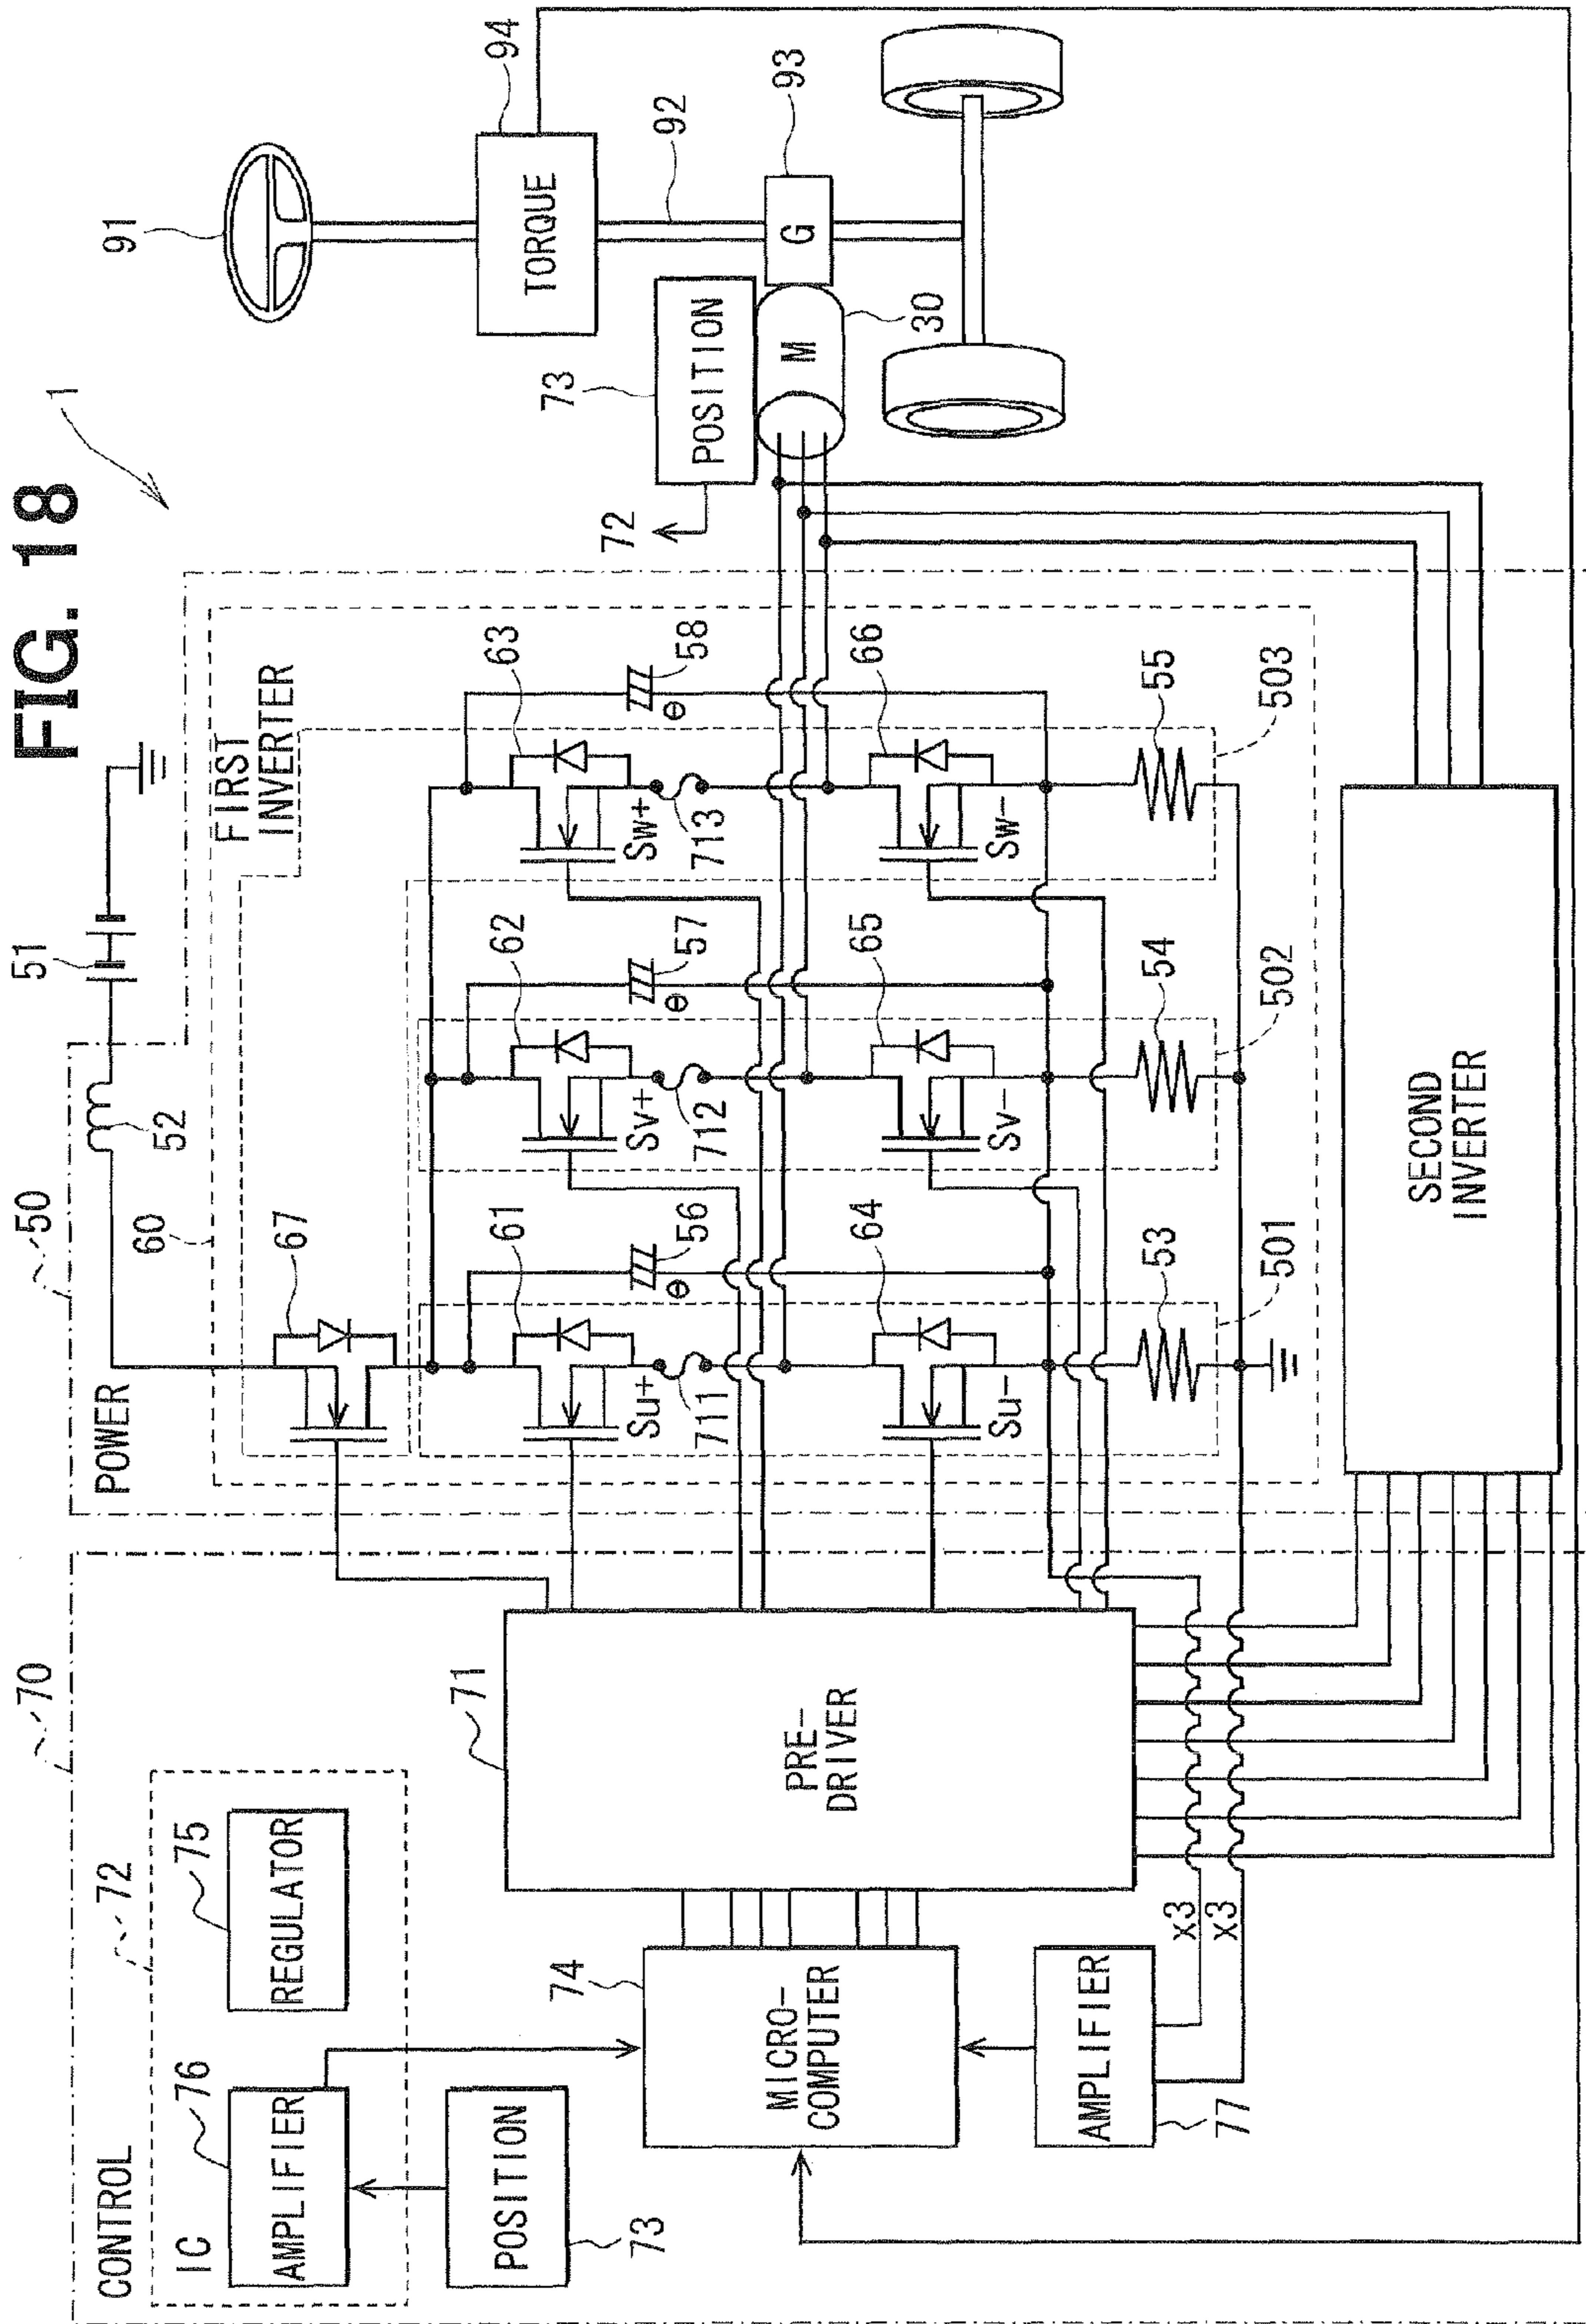 FIG. 18
1
91
94
TORQUE
92
93
G
73
POSITION
M
30
72
51
52
50
60
POWER
FIRST
INVERTER
67
61
62
63
56
57
58
⊖
⊖
⊖
Su+
Sv+
Sw+
711
712
713
64
65
66
Su-
Sv-
Sw-
53
54
55
501
502
503
SECOND
INVERTER
70
CONTROL
72
IC
75
REGULATOR
76
AMPLIFIER
POSITION
73
71
PRE-
DRIVER
74
MICRO-
COMPUTER
AMPLIFIER
77
x3
x3